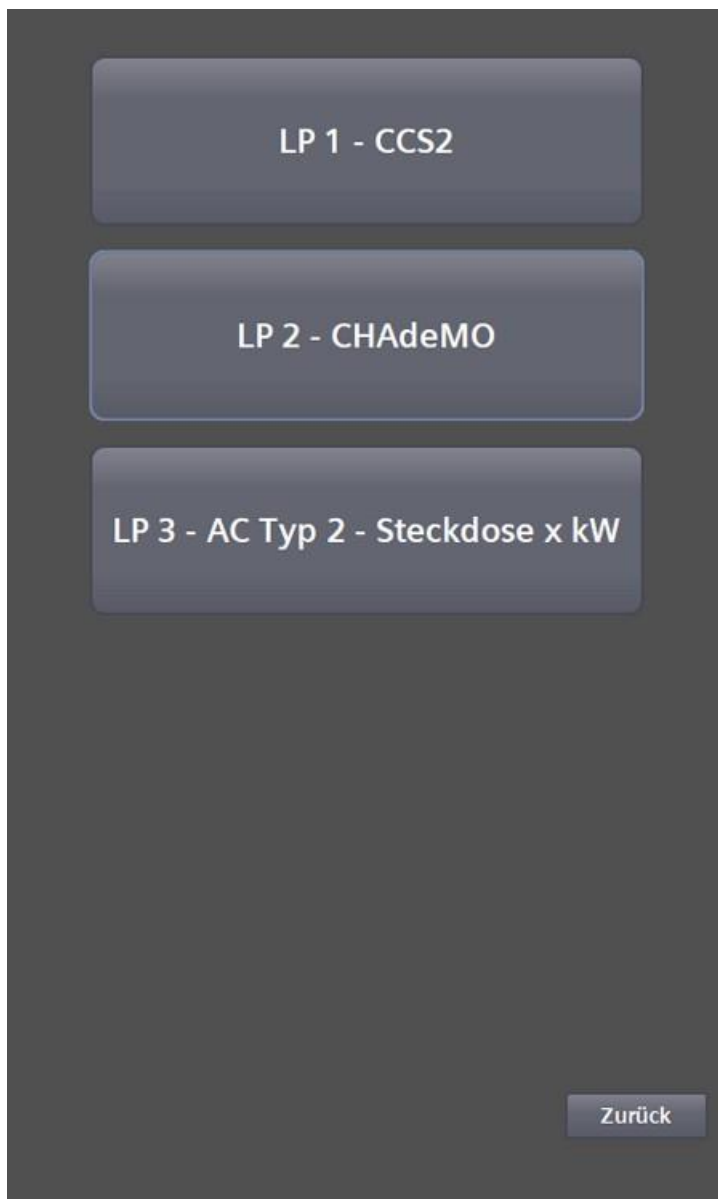 LP 1 - CCS2
LP 2 - CHAdeMO
LP 3 - AC Typ 2 - Steckdose x kW
Zurück